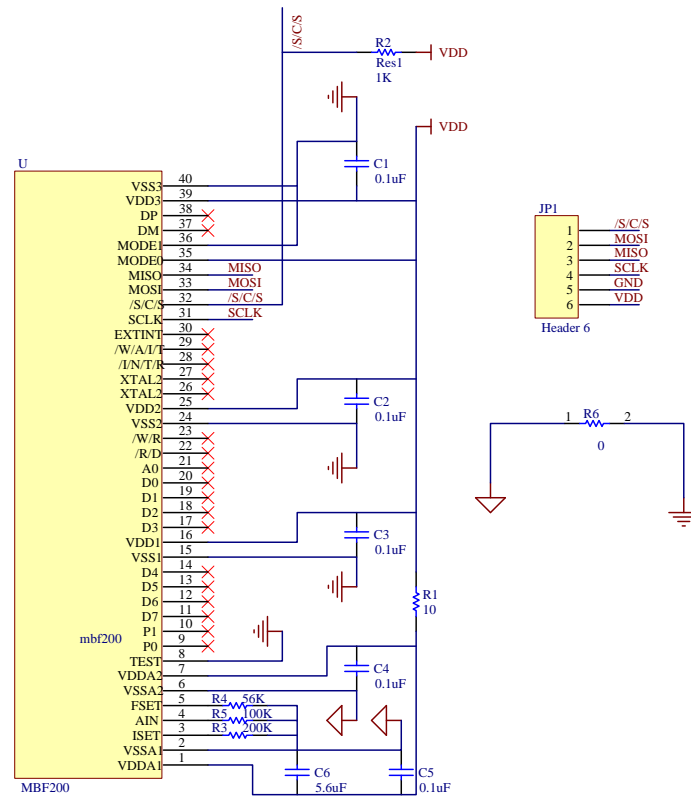 /S/C/S
R2
Res1
1K
VDD
VDD
U
C1
0.1uF
VSS3 40
VDD3 39
DP 38
DM 37
MODE1 36
MODE0 35
MISO 34 MISO
MOSI 33 MOSI
/S/C/S 32 /S/C/S
SCLK 31 SCLK
EXTINT 30
/W/A/I/T 29
/I/N/T/R 28
XTAL2 27
XTAL2 26
VDD2 25
VSS2 24
/W/R 23
/R/D 22
A0 21
D0 20
D1 19
D2 18
D3 17
VDD1 16
VSS1 15
D4 14
D5 13
D6 12
D7 11
P1 10
P0 9
TEST 8
VDDA2 7
VSSA2 6
FSET 5
AIN 4
ISET 3
VSSA1 2
VDDA1 1
mbf200
MBF200
C2
0.1uF
C3
0.1uF
R1
10
C4
0.1uF
R4 56K
R5 100K
R3 200K
C6
5.6uF
C5
0.1uF
JP1
1 /S/C/S
2 MOSI
3 MISO
4 SCLK
5 GND
6 VDD
Header 6
1 R6 2
0